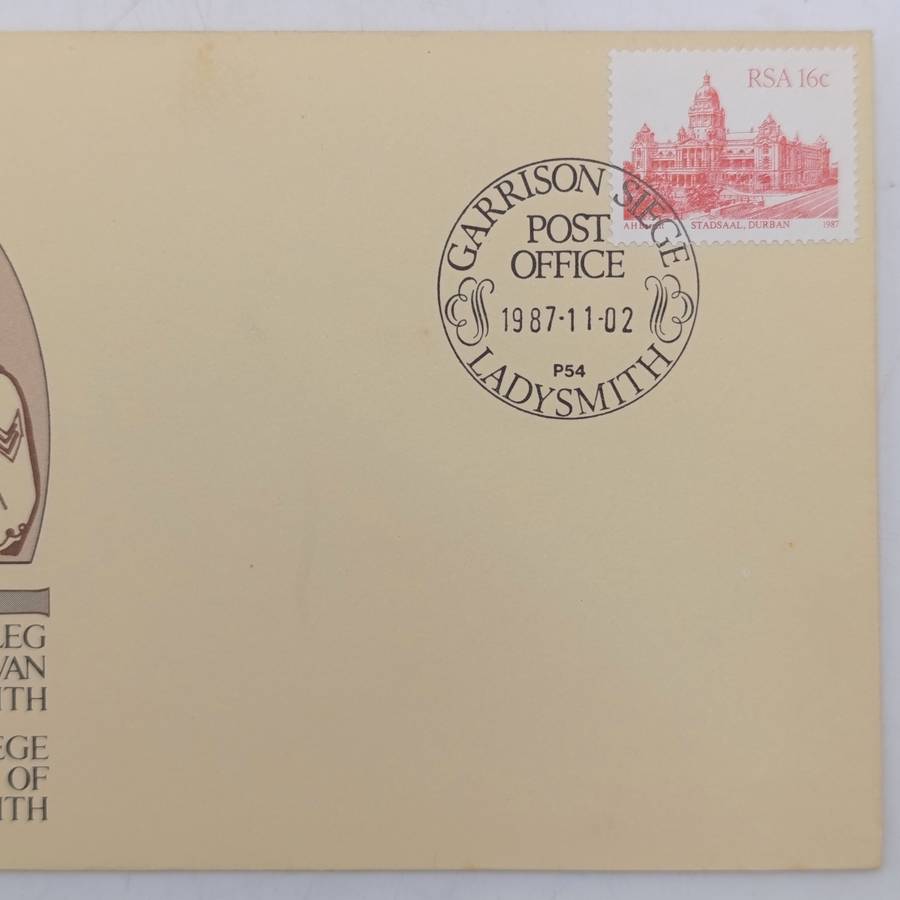 RSA 16c
STADSAAL, DURBAN
1987
GARRISON SIEGE
POST
OFFICE
1987-11-02
P54
LADYSMITH
LEG
VAN
ITH
EGE
OF
ITH